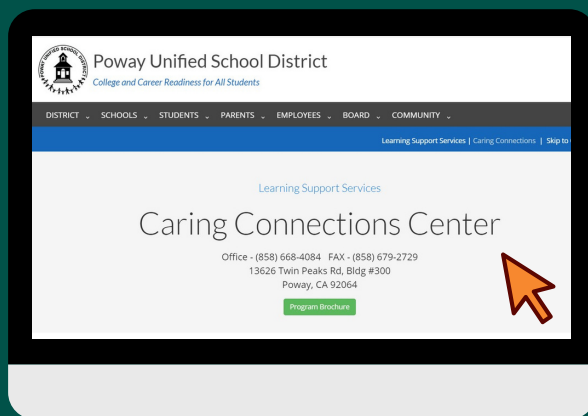 Poway Unified School District
College and Career Readiness for All Students
DISTRICT SCHOOLS STUDENTS PARENTS EMPLOYEES BOARD COMMUNITY
Learning Support Services | Caring Connections | Skip to
Learning Support Services
Caring Connections Center
Office - (858) 668-4084 FAX - (858) 679-2729
13626 Twin Peaks Rd, Bldg #300
Poway, CA 92064
Program Brochure